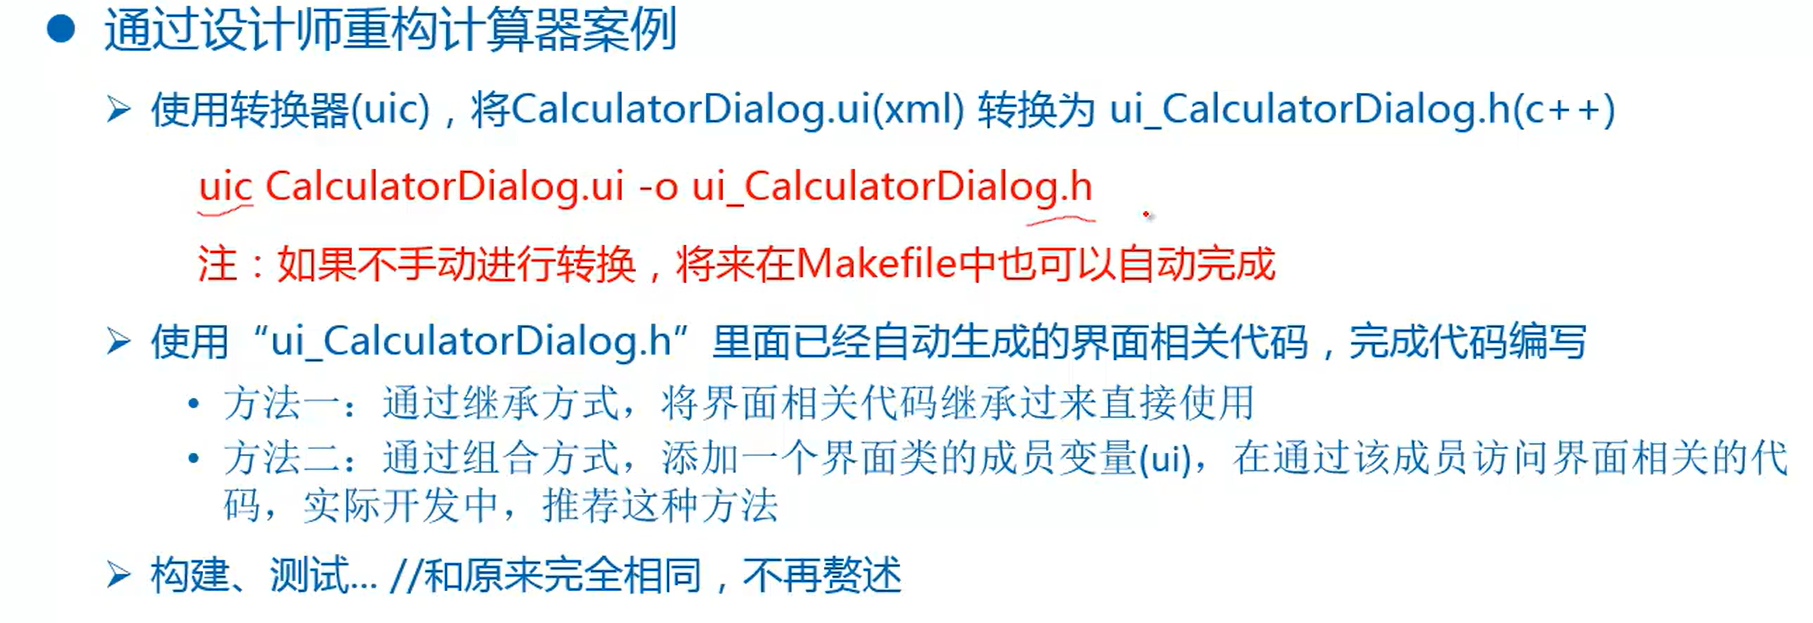 ● 通过设计师重构计算器案例
➢ 使用转换器(uic)，将CalculatorDialog.ui(xml) 转换为 ui_CalculatorDialog.h(c++)
uic CalculatorDialog.ui -o ui_CalculatorDialog.h
注：如果不手动进行转换，将来在Makefile中也可以自动完成
➢ 使用“ui_CalculatorDialog.h”里面已经自动生成的界面相关代码，完成代码编写
• 方法一：通过继承方式，将界面相关代码继承过来直接使用
• 方法二：通过组合方式，添加一个界面类的成员变量(ui)，在通过该成员访问界面相关的代
码，实际开发中，推荐这种方法
➢ 构建、测试... //和原来完全相同，不再赘述